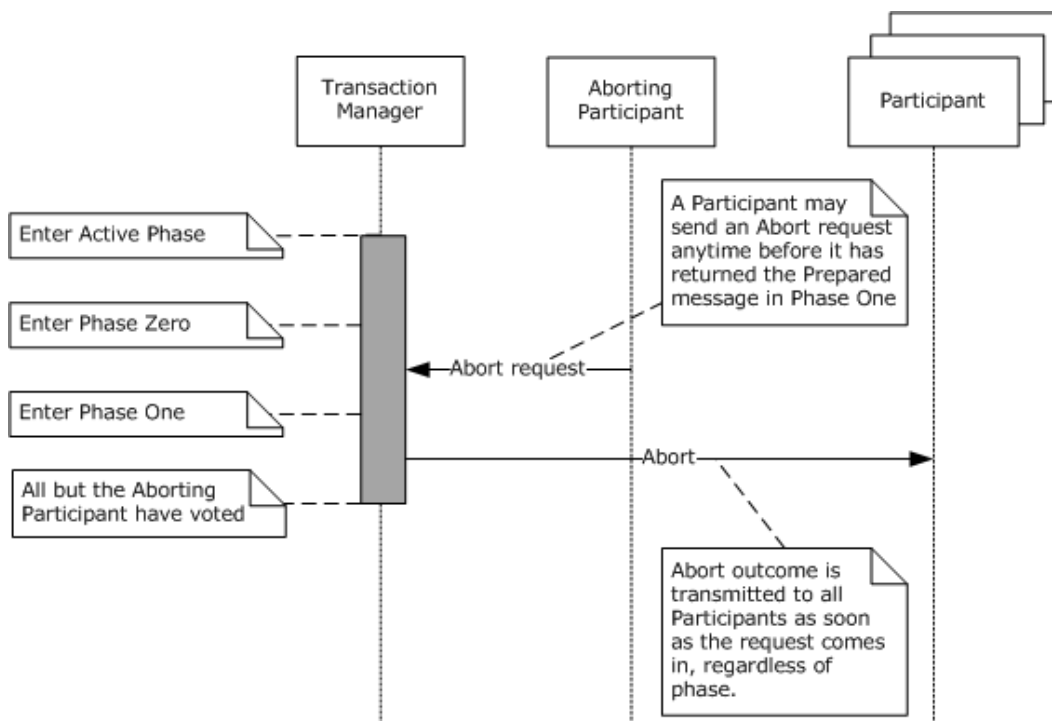 Transaction
Manager
Aborting
Participant
Participant
Enter Active Phase
A Participant may
send an Abort request
anytime before it has
returned the Prepared
message in Phase One
Enter Phase Zero
Abort request
Enter Phase One
Abort
All but the Aborting
Participant have voted
Abort outcome is
transmitted to all
Participants as soon
as the request comes
in, regardless of
phase.